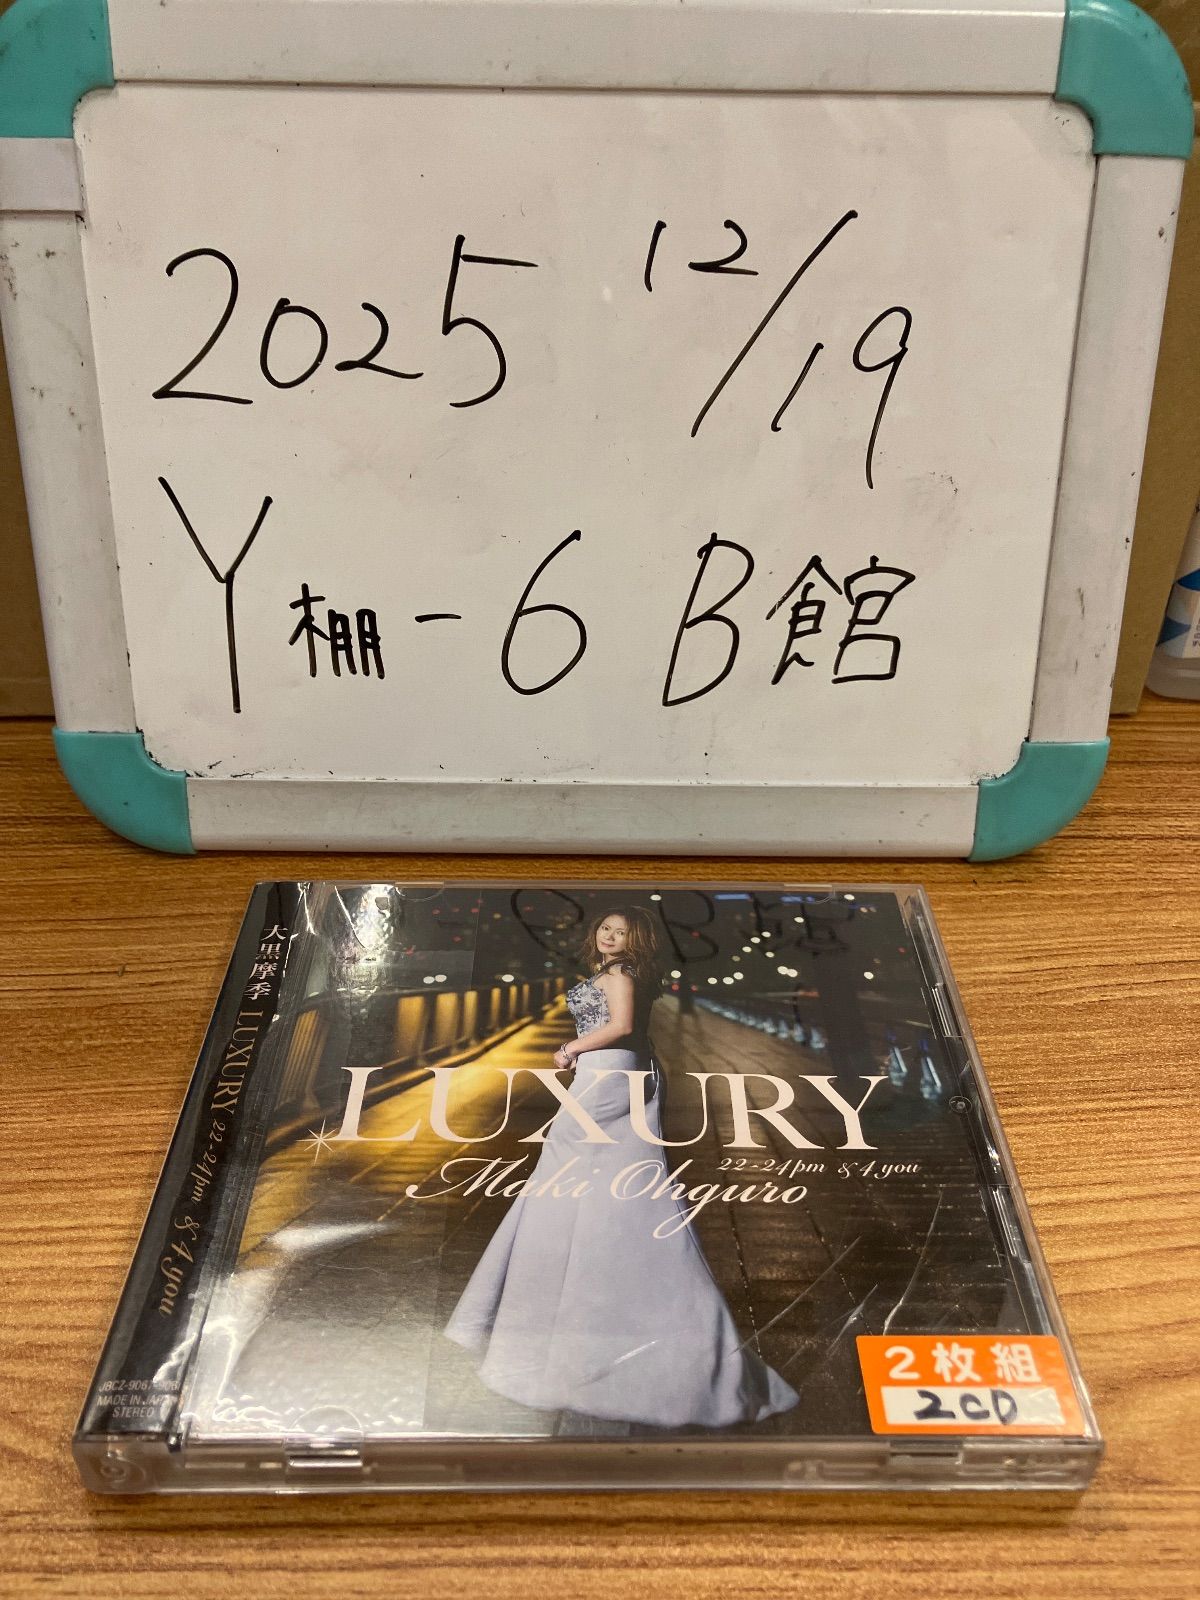 2025 12/19
Y棚-6 B館
大黒摩季 LUXURY 22-24pm & 4 you
MADE IN JAPAN
STEREO
LUXURY
22-24pm & 4 you
Maki Ohguro
2枚組
2CD